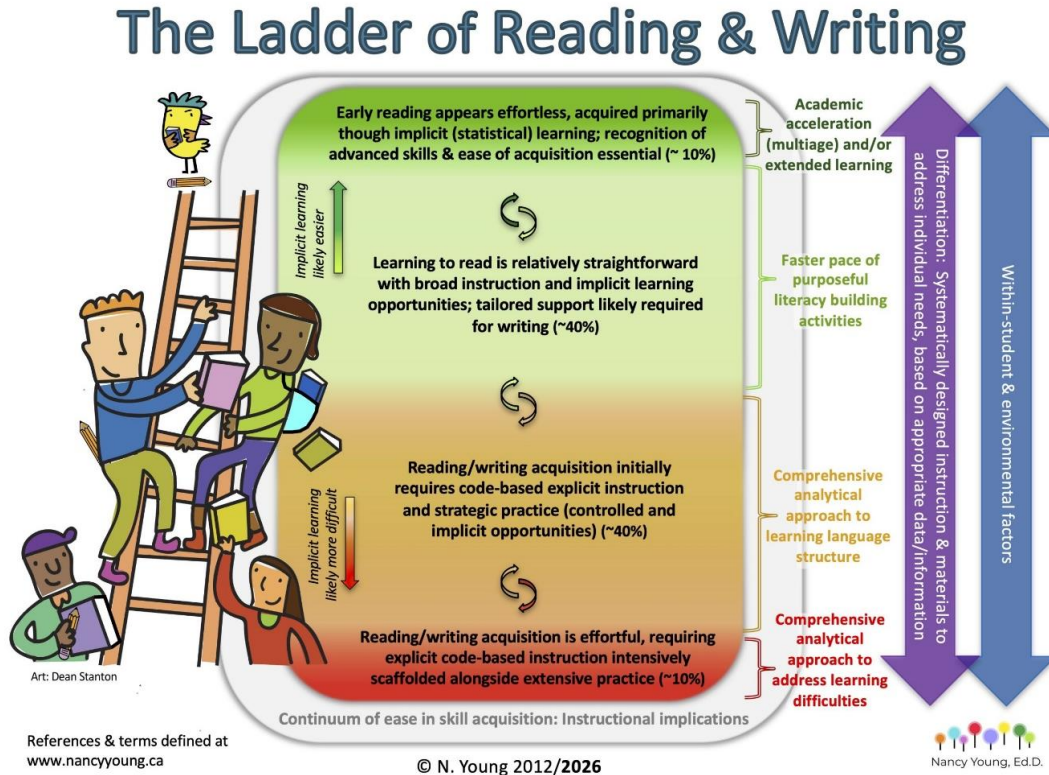 The Ladder of Reading & Writing
Early reading appears effortless, acquired primarily
though implicit (statistical) learning; recognition of
advanced skills & ease of acquisition essential (~ 10%)
Implicit learning
likely easier
Learning to read is relatively straightforward
with broad instruction and implicit learning
opportunities; tailored support likely required
for writing (~40%)
Reading/writing acquisition initially
requires code-based explicit instruction
and strategic practice (controlled and
implicit opportunities) (~40%)
Implicit learning
likely more difficult
Reading/writing acquisition is effortful, requiring
explicit code-based instruction intensively
scaffolded alongside extensive practice (~10%)
Continuum of ease in skill acquisition: Instructional implications
Academic
acceleration
(multiage) and/or
extended learning
Faster pace of
purposeful
literacy building
activities
Comprehensive
analytical
approach to
learning language
structure
Comprehensive
analytical
approach to
address learning
difficulties
Differentiation: Systematically designed instruction & materials to
address individual needs, based on appropriate data/information
Within-student & environmental factors
Art: Dean Stanton
References & terms defined at
www.nancyyoung.ca
© N. Young 2012/2026
Nancy Young, Ed.D.